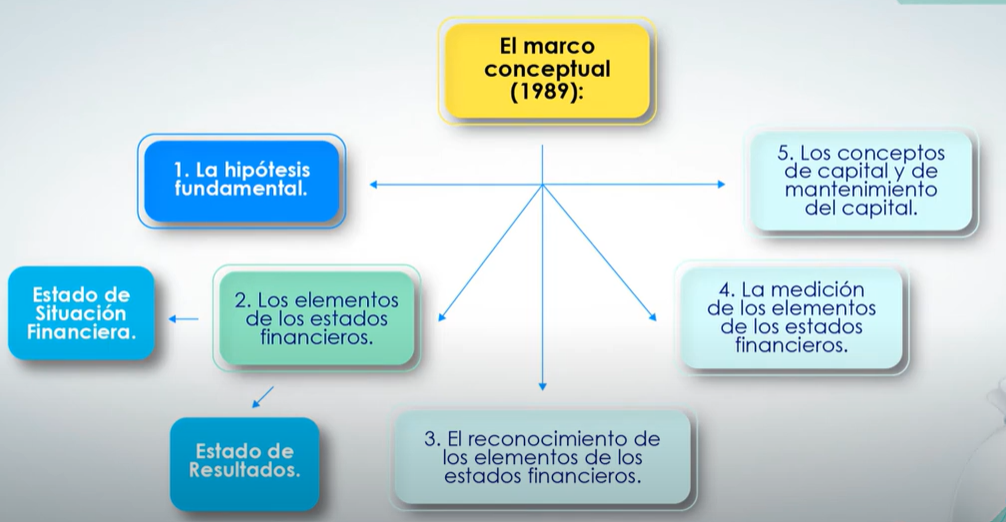 El marco
conceptual
(1989):
1. La hipótesis
fundamental.
5. Los conceptos
de capital y de
mantenimiento
del capital.
Estado de
Situación
Financiera.
2. Los elementos
de los estados
financieros.
4. La medición
de los elementos
de los estados
financieros.
Estado de
Resultados.
3. El reconocimiento de
los elementos de los
estados financieros.